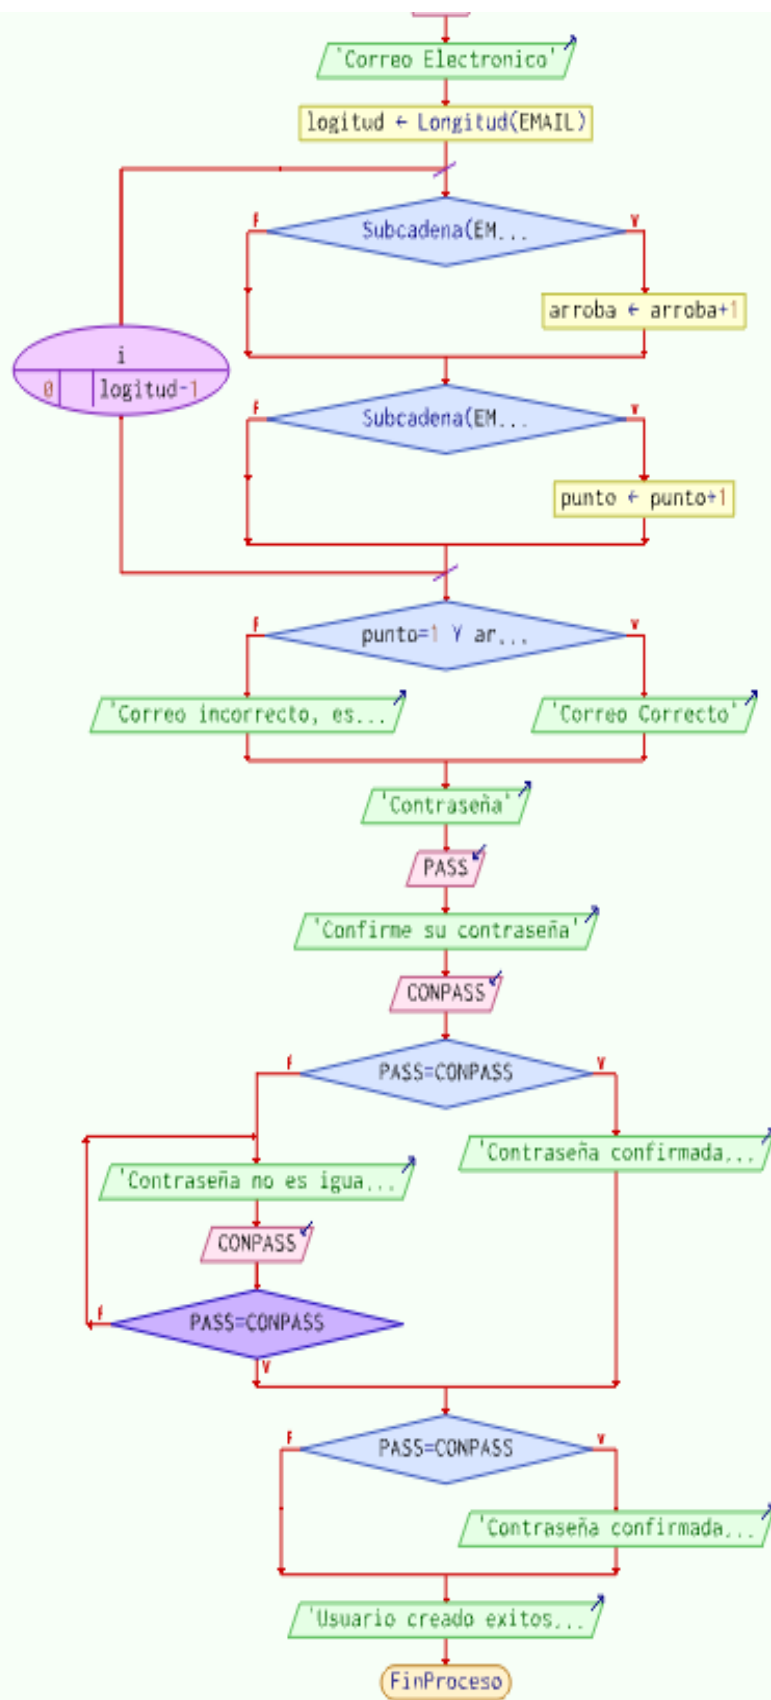 'Correo Electronico'
logitud ← Longitud(EMAIL)
F
Subcadena(EM...
V
arroba ← arroba+1
i
0
logitud-1
F
Subcadena(EM...
V
punto ← punto+1
F
punto=1 Y ar...
V
'Correo incorrecto, es...
'Correo Correcto'
'Contraseña'
PASS
'Confirme su contraseña'
CONPASS
F
PASS=CONPASS
V
'Contraseña confirmada...
'Contraseña no es igua...
CONPASS
F
PASS=CONPASS
V
F
PASS=CONPASS
V
'Contraseña confirmada...
'Usuario creado exitos...
FinProceso